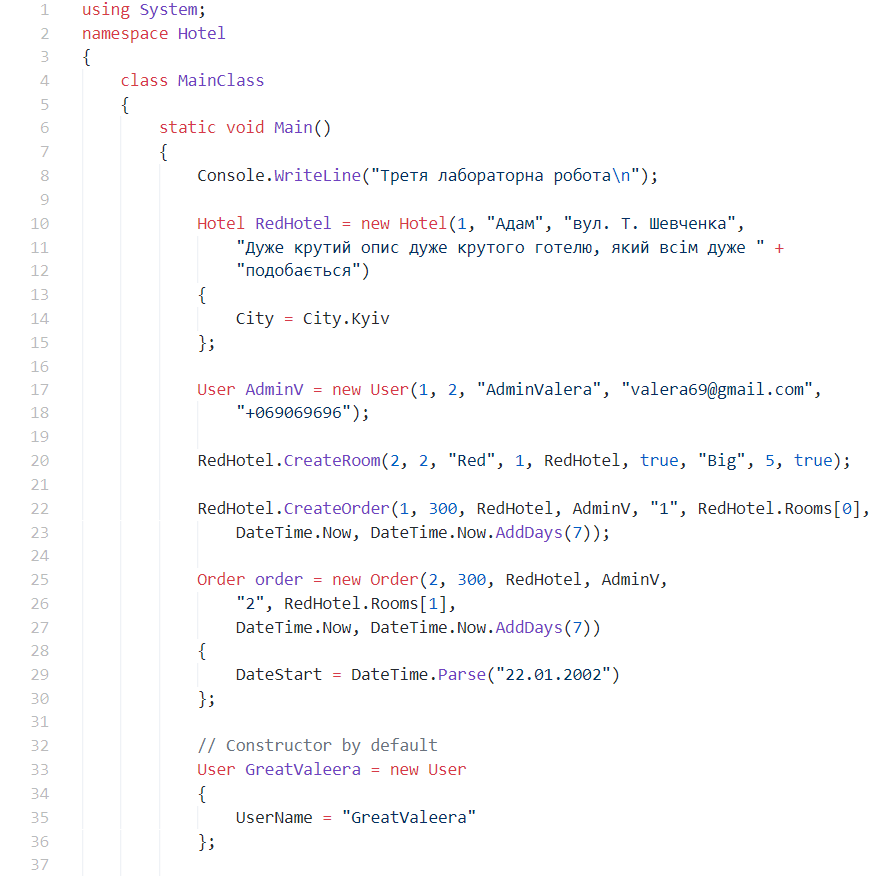 1 using System;
2 namespace Hotel
3 {
4 class MainClass
5 {
6 static void Main()
7 {
8 Console.WriteLine("Третя лабораторна робота\n");
9
10 Hotel RedHotel = new Hotel(1, "Адам", "вул. Т. Шевченка",
11 "Дуже крутий опис дуже крутого готелю, який всім дуже " +
12 "подобається")
13 {
14 City = City.Kyiv
15 };
16
17 User AdminV = new User(1, 2, "AdminValera", "valera69@gmail.com",
18 "+069069696");
19
20 RedHotel.CreateRoom(2, 2, "Red", 1, RedHotel, true, "Big", 5, true);
21
22 RedHotel.CreateOrder(1, 300, RedHotel, AdminV, "1", RedHotel.Rooms[0],
23 DateTime.Now, DateTime.Now.AddDays(7));
24
25 Order order = new Order(2, 300, RedHotel, AdminV,
26 "2", RedHotel.Rooms[1],
27 DateTime.Now, DateTime.Now.AddDays(7))
28 {
29 DateStart = DateTime.Parse("22.01.2002")
30 };
31
32 // Constructor by default
33 User GreatValeera = new User
34 {
35 UserName = "GreatValeera"
36 };
37